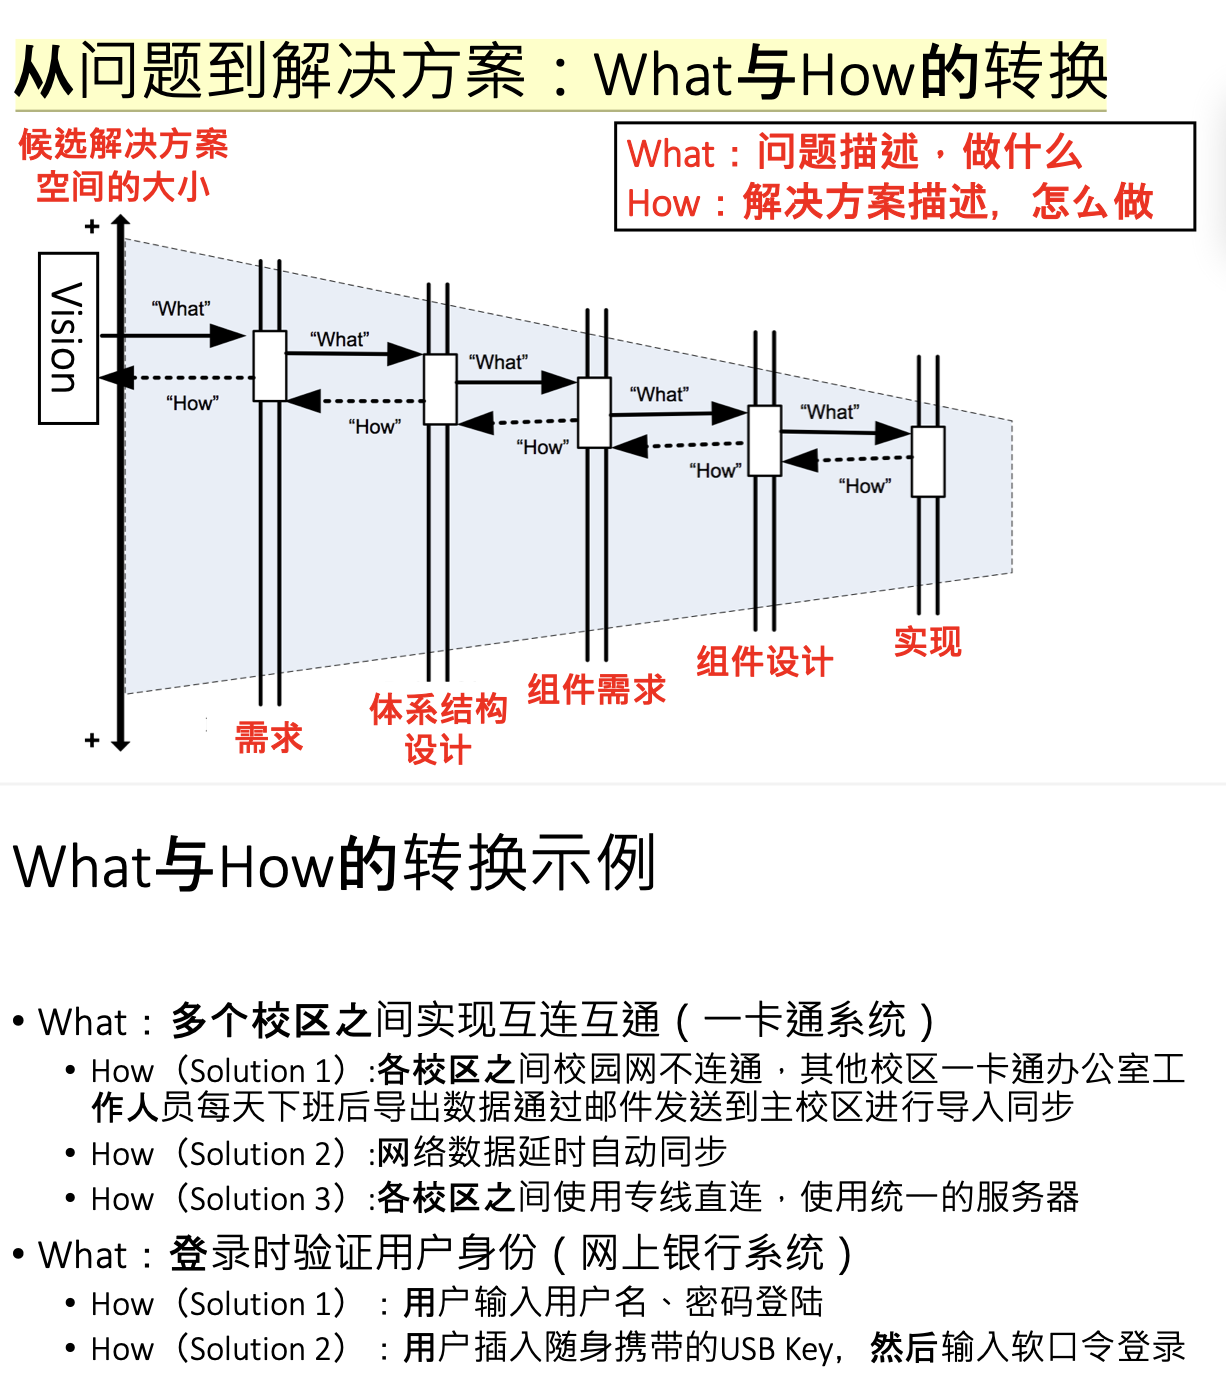 从问题到解决方案：What与How的转换
候选解决方案
空间的大小
What：问题描述，做什么
How：解决方案描述, 怎么做
+
Vision
“What”
“How”
“What”
“How”
“What”
“How”
“What”
“How”
“What”
“How”
+
需求
体系结构
设计
组件需求
组件设计
实现
What与How的转换示例
• What：多个校区之间实现互连互通（一卡通系统）
• How（Solution 1）:各校区之间校园网不连通，其他校区一卡通办公室工
作人员每天下班后导出数据通过邮件发送到主校区进行导入同步
• How（Solution 2）:网络数据延时自动同步
• How（Solution 3）:各校区之间使用专线直连，使用统一的服务器
• What：登录时验证用户身份（网上银行系统）
• How（Solution 1）：用户输入用户名、密码登陆
• How（Solution 2）：用户插入随身携带的USB Key, 然后输入软口令登录